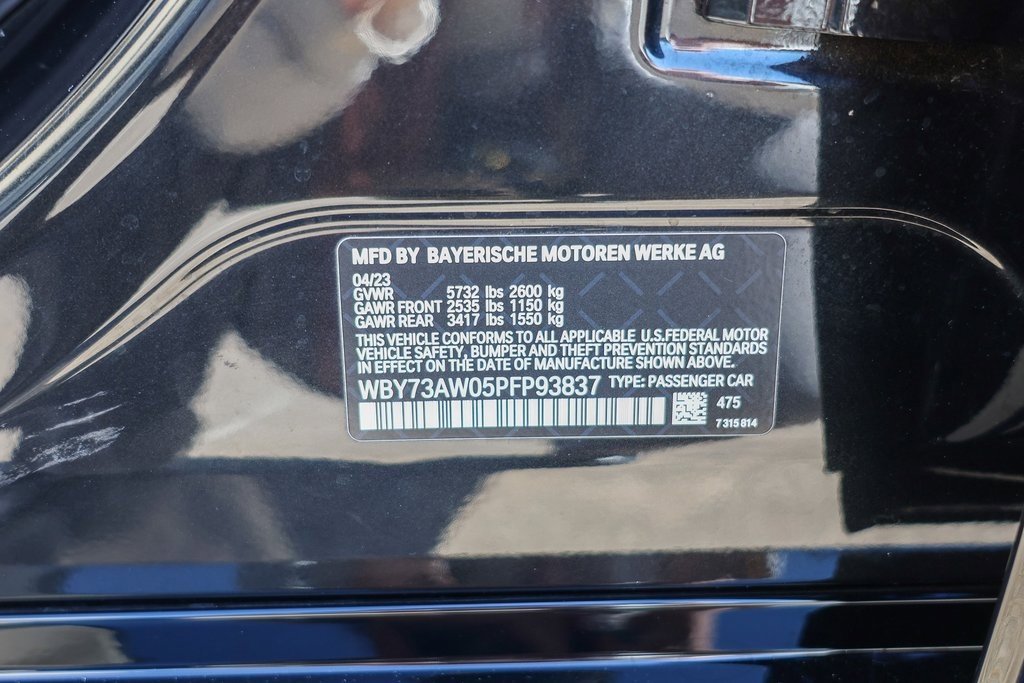 MFD BY BAYERISCHE MOTOREN WERKE AG
04/23
GVWR 5732 lbs 2600 kg
GAWR FRONT 2535 lbs 1150 kg
GAWR REAR 3417 lbs 1550 kg
THIS VEHICLE CONFORMS TO ALL APPLICABLE U.S.FEDERAL MOTOR
VEHICLE SAFETY, BUMPER AND THEFT PREVENTION STANDARDS
IN EFFECT ON THE DATE OF MANUFACTURE SHOWN ABOVE.
WBY73AW05PFP93837 TYPE: PASSENGER CAR
475
7 315 814